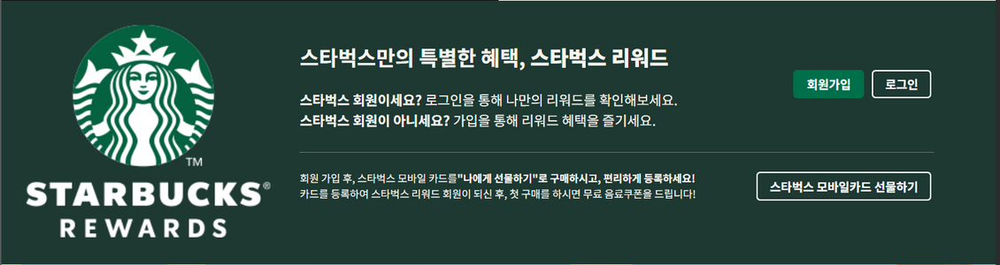 TM
STARBUCKS®
REWARDS
스타벅스만의 특별한 혜택, 스타벅스 리워드
스타벅스 회원이세요? 로그인을 통해 나만의 리워드를 확인해보세요.
스타벅스 회원이 아니세요? 가입을 통해 리워드 혜택을 즐기세요.
회원가입
로그인
회원 가입 후, 스타벅스 모바일 카드를"나에게 선물하기"로 구매하시고, 편리하게 등록하세요!
카드를 등록하여 스타벅스 리워드 회원이 되신 후, 첫 구매를 하시면 무료 음료쿠폰을 드립니다!
스타벅스 모바일카드 선물하기